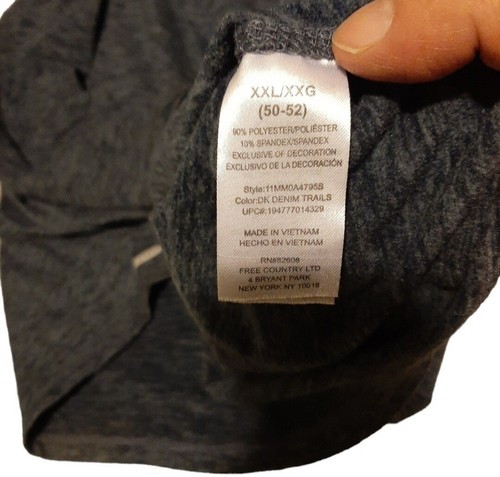 XXL/XXG
(50-52)
90% POLYESTER/POLIÉSTER
10% SPANDEX/SPANDEX
EXCLUSIVE OF DECORATION
EXCLUSIVO DE LA DECORACIÓN
Style:11MM0A4795B
Color:DK DENIM TRAILS
UPC#:194777014329
MADE IN VIETNAM
HECHO EN VIETNAM
RN#82608
FREE COUNTRY LTD
4 BRYANT PARK
NEW YORK NY 10018